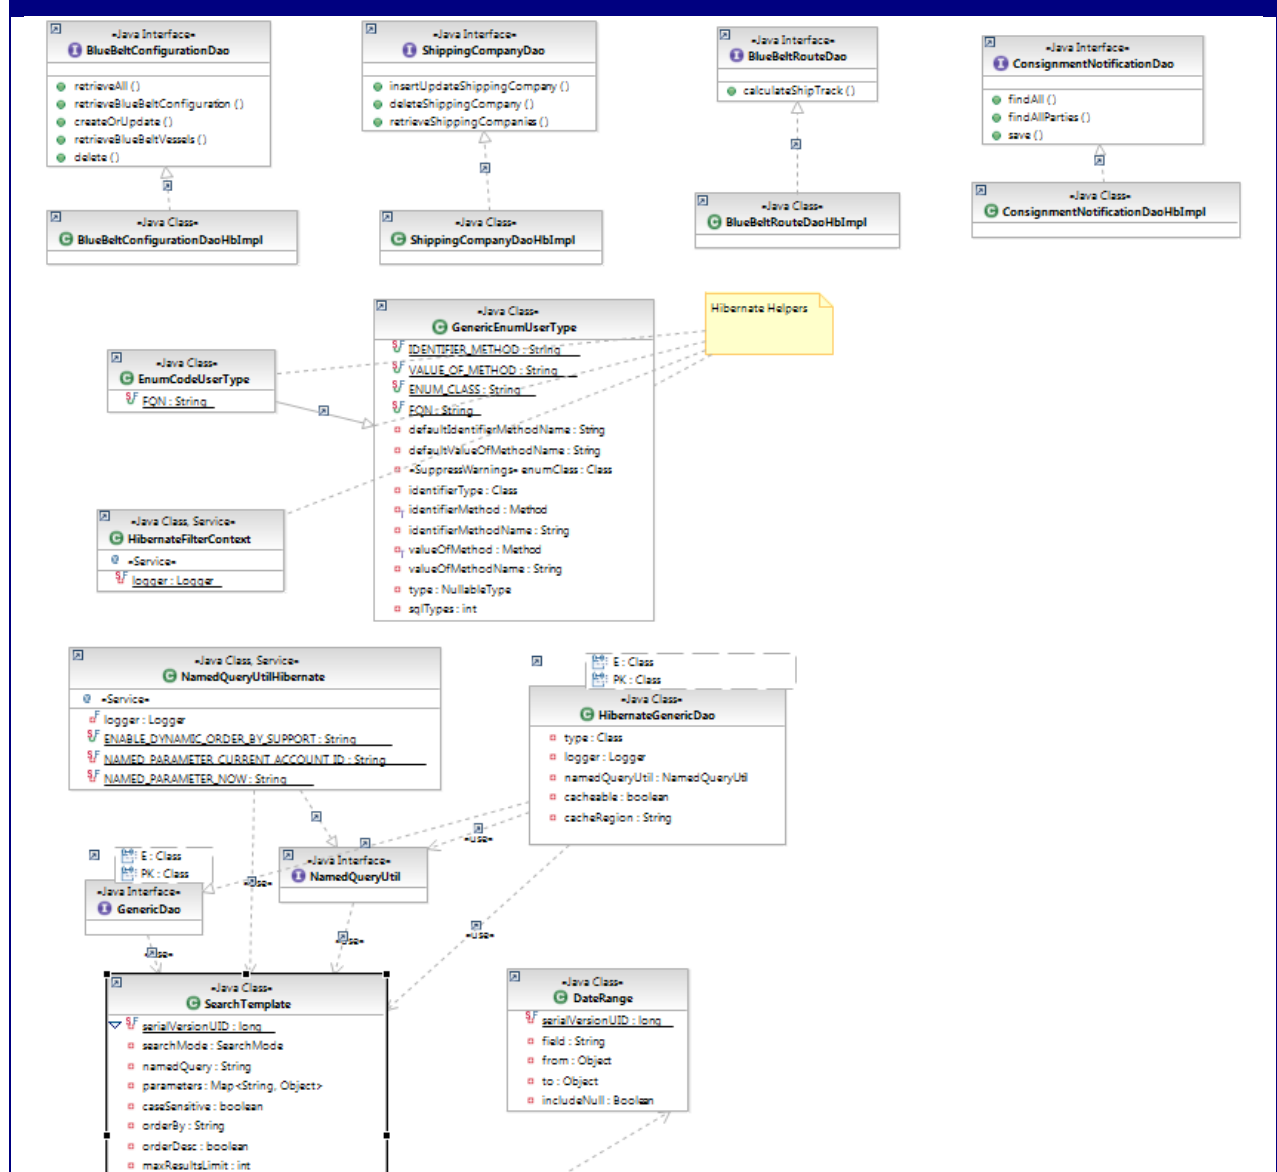 «Java Interface»
BlueBeltConfigurationDao
retrieveAll ( )
retrieveBlueBeltConfiguration ( )
createOrUpdate ( )
retrieveBlueBeltVessels ( )
delete ( )
«Java Interface»
ShippingCompanyDao
insertUpdateShippingCompany ( )
deleteShippingCompany ( )
retrieveShippingCompanies ( )
«Java Interface»
BlueBeltRouteDao
calculateShipTrack ( )
«Java Interface»
ConsignmentNotificationDao
findAll ( )
findAllParties ( )
save ( )
«Java Class»
BlueBeltConfigurationDaoHbImpl
«Java Class»
ShippingCompanyDaoHbImpl
«Java Class»
BlueBeltRouteDaoHbImpl
«Java Class»
ConsignmentNotificationDaoHbImpl
Hibernate Helpers
«Java Class»
GenericEnumUserType
IDENTIFIER_METHOD : String
VALUE_OF_METHOD : String
ENUM_CLASS : String
FQN : String
defaultIdentifierMethodName : String
defaultValueOfMethodName : String
«SuppressWarnings» enumClass : Class
identifierType : Class
identifierMethod : Method
identifierMethodName : String
valueOfMethod : Method
valueOfMethodName : String
type : NullableType
sqlTypes : int
«Java Class»
EnumCodeUserType
FQN : String
«Java Class, Service»
HibernateFilterContext
«Service»
logger : Logger
«Java Class, Service»
NamedQueryUtilHibernate
«Service»
logger : Logger
ENABLE_DYNAMIC_ORDER_BY_SUPPORT : String
NAMED_PARAMETER_CURRENT_ACCOUNT_ID : String
NAMED_PARAMETER_NOW : String
E : Class
PK : Class
«Java Class»
HibernateGenericDao
type : Class
logger : Logger
namedQueryUtil : NamedQueryUtil
cacheable : boolean
cacheRegion : String
«use»
E : Class
PK : Class
«Java Interface»
GenericDao
«Java Interface»
NamedQueryUtil
«use»
«use»
«use»
«use»
«Java Class»
SearchTemplate
serialVersionUID : long
searchMode : SearchMode
namedQuery : String
parameters : Map<String, Object>
caseSensitive : boolean
orderBy : String
orderDesc : boolean
maxResultsLimit : int
«Java Class»
DateRange
serialVersionUID : long
field : String
from : Object
to : Object
includeNull : Boolean